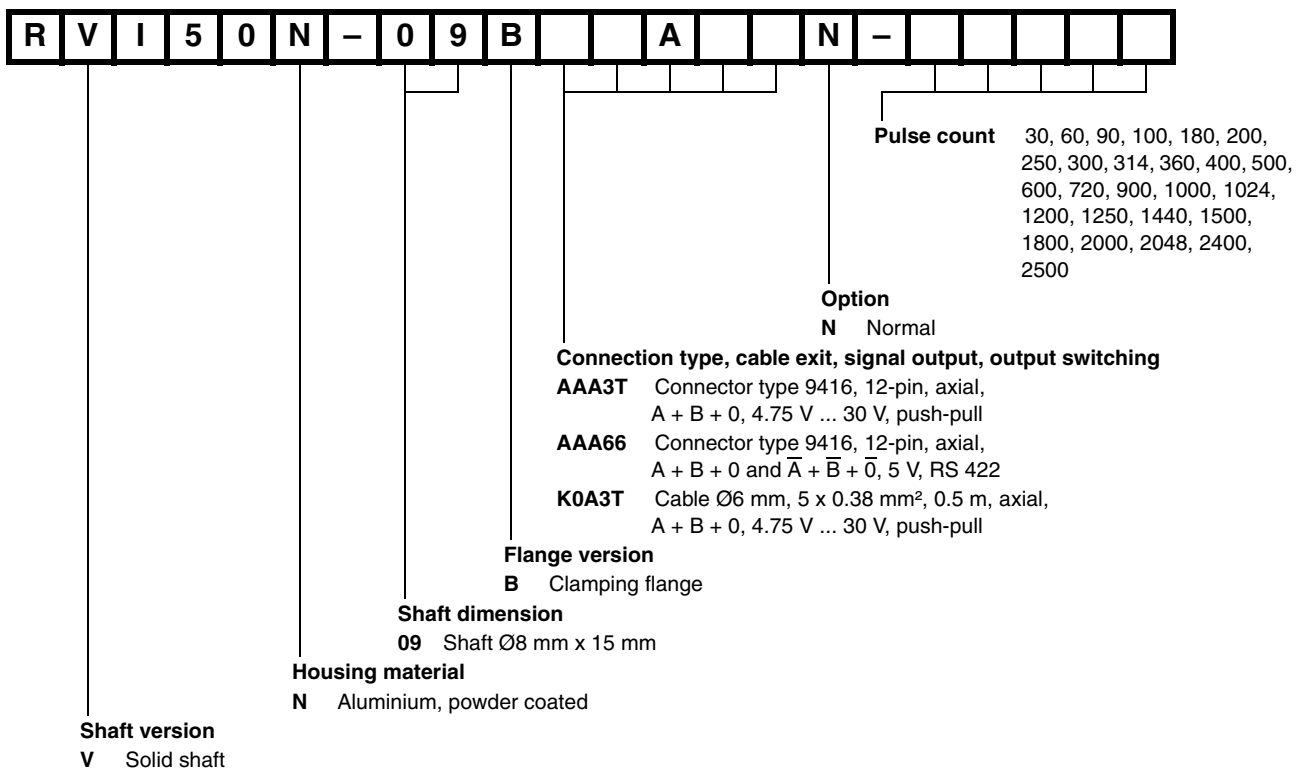 R V I 5 0 N – 0 9 B A N –
Pulse count 30, 60, 90, 100, 180, 200,
250, 300, 314, 360, 400, 500,
600, 720, 900, 1000, 1024,
1200, 1250, 1440, 1500,
1800, 2000, 2048, 2400,
2500
Option
N Normal
Connection type, cable exit, signal output, output switching
AAA3T Connector type 9416, 12-pin, axial,
A + B + 0, 4.75 V ... 30 V, push-pull
AAA66 Connector type 9416, 12-pin, axial,
A + B + 0 and A̅ + B̅ + 0̅, 5 V, RS 422
K0A3T Cable Ø6 mm, 5 x 0.38 mm², 0.5 m, axial,
A + B + 0, 4.75 V ... 30 V, push-pull
Flange version
B Clamping flange
Shaft dimension
09 Shaft Ø8 mm x 15 mm
Housing material
N Aluminium, powder coated
Shaft version
V Solid shaft